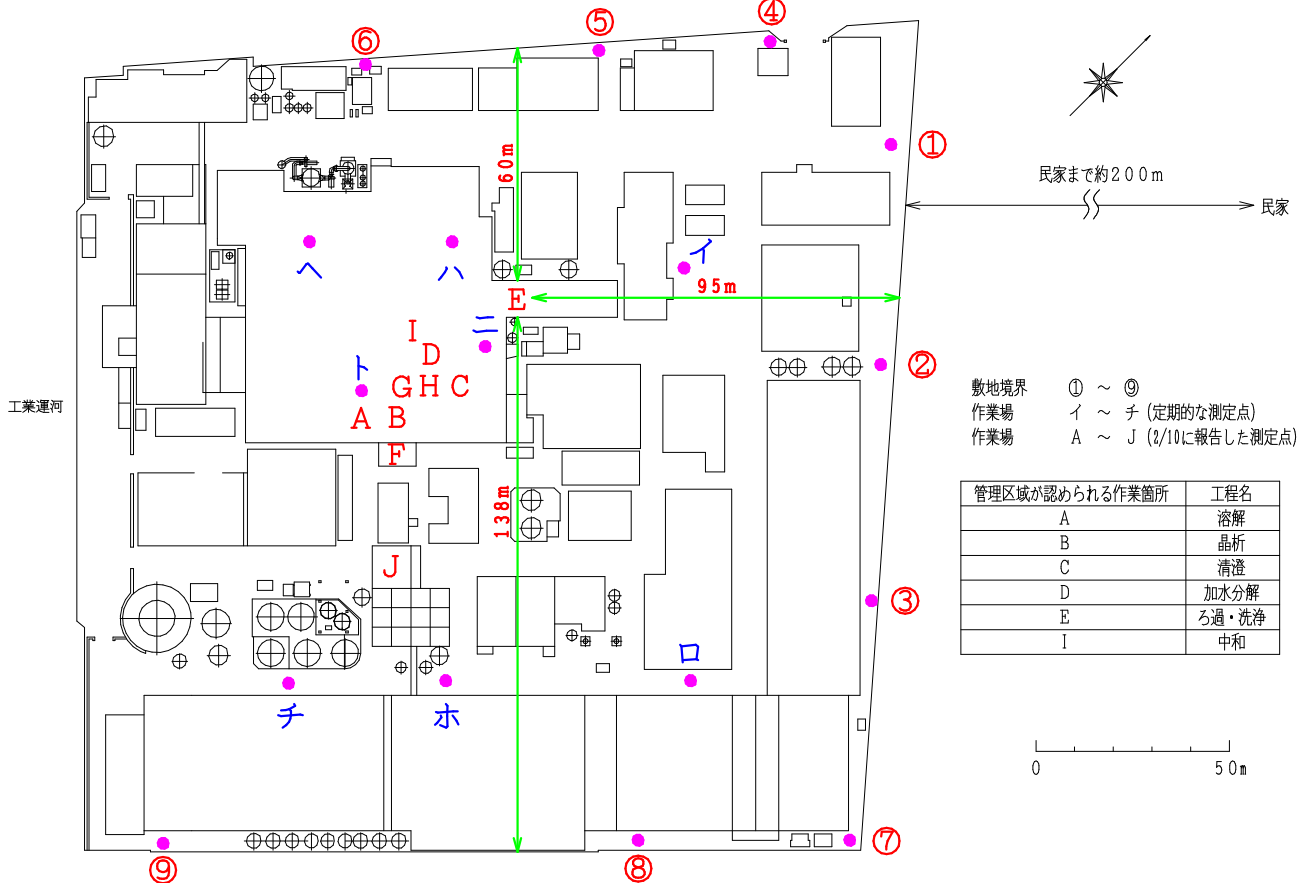 ④
⑤
⑥
①
60m
民家まで約200m
民家
イ
ヘ
ハ
95m
E
I
ニ
D
ト
②
G H C
A B
F
工業運河
敷地境界 ① ～ ⑨
作業場 イ ～ チ (定期的な測定点)
作業場 A ～ J (2/10に報告した測定点)
138m
管理区域が認められる作業箇所 工程名
A 溶解
B 晶析
C 清澄
D 加水分解
E ろ過・洗浄
I 中和
J
③
ロ
チ
ホ
0 50m
⑦
⑧
⑨